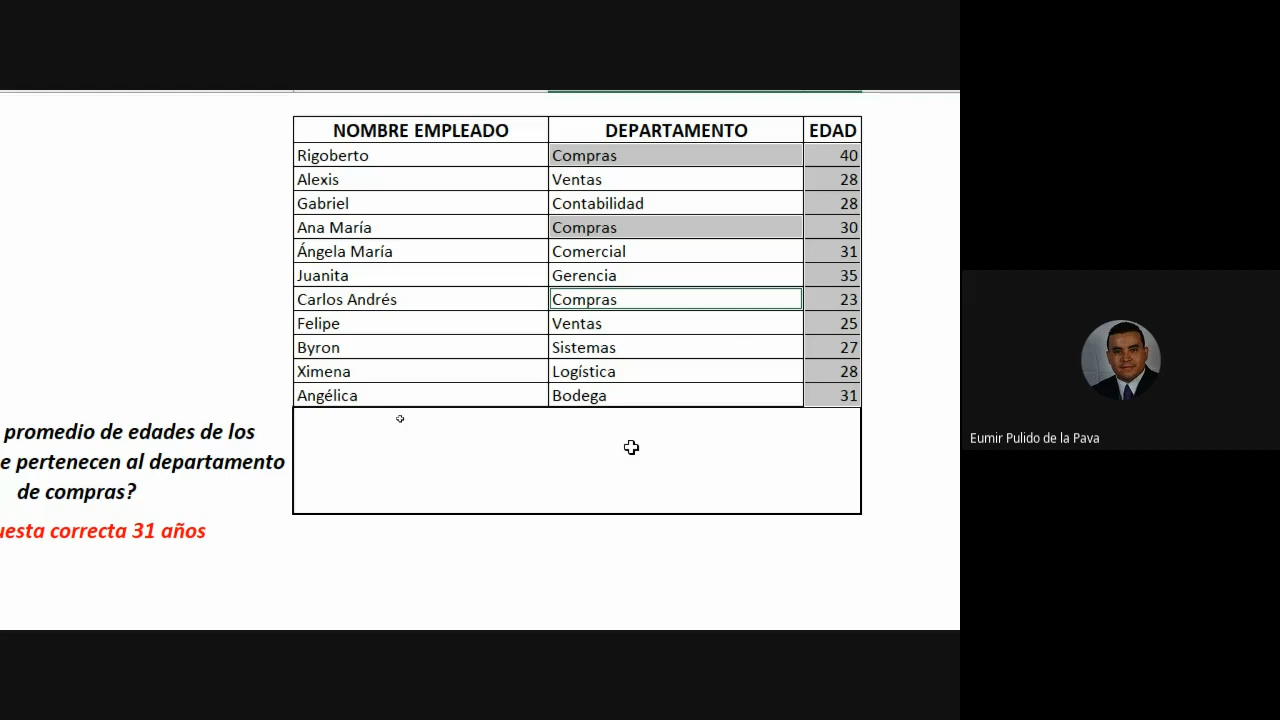 NOMBRE EMPLEADO DEPARTAMENTO EDAD
Rigoberto Compras 40
Alexis Ventas 28
Gabriel Contabilidad 28
Ana María Compras 30
Ángela María Comercial 31
Juanita Gerencia 35
Carlos Andrés Compras 23
Felipe Ventas 25
Byron Sistemas 27
Ximena Logística 28
Angélica Bodega 31
promedio de edades de los
e pertenecen al departamento
de compras?
uesta correcta 31 años
Eumir Pulido de la Pava